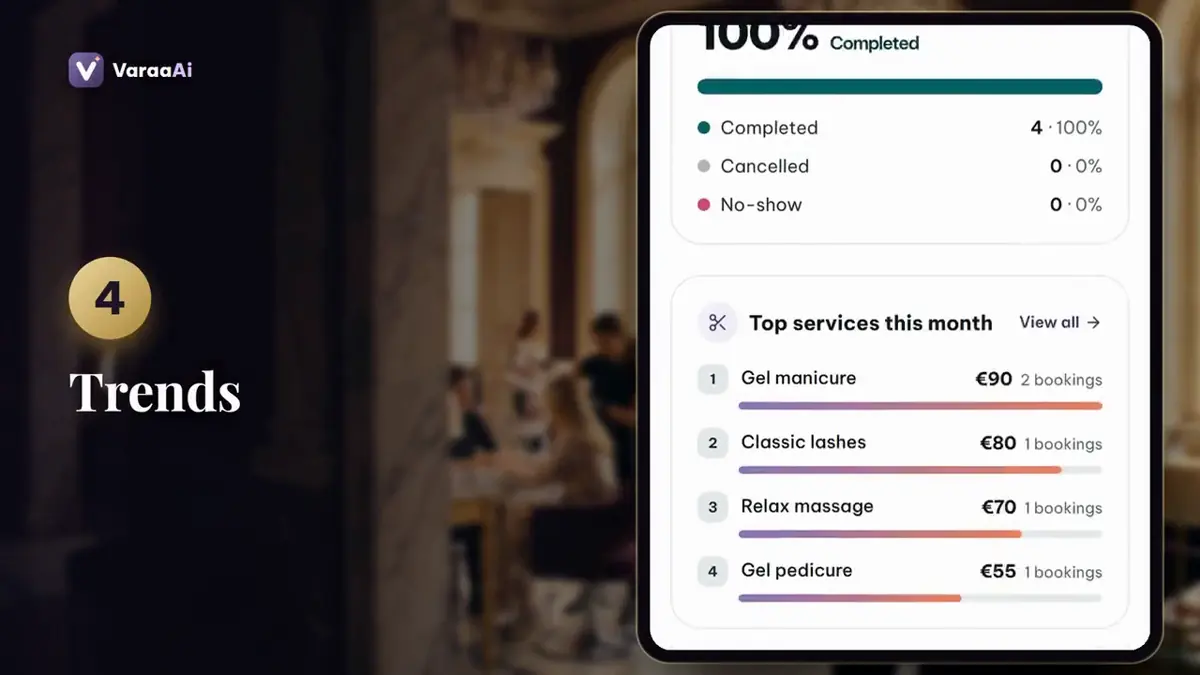 VaraaAi
4
Trends
100% Completed
Completed 4 · 100%
Cancelled 0 · 0%
No-show 0 · 0%
Top services this month View all →
1 Gel manicure €90 2 bookings
2 Classic lashes €80 1 bookings
3 Relax massage €70 1 bookings
4 Gel pedicure €55 1 bookings